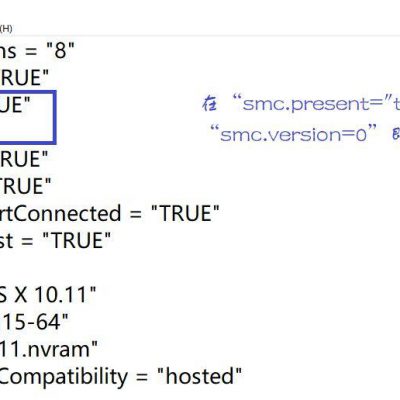 (H)
ns = "8"
RUE"
UE"
在 “smc.present="t
“smc.version=0”
RUE"
TRUE"
rtConnected = "TRUE"
st = "TRUE"
S X 10.11"
15-64"
11.nvram"
Compatibility = "hosted"